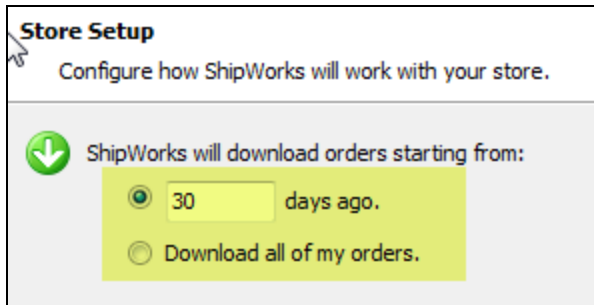 Store Setup
Configure how ShipWorks will work with your store.
ShipWorks will download orders starting from:
30 days ago.
Download all of my orders.